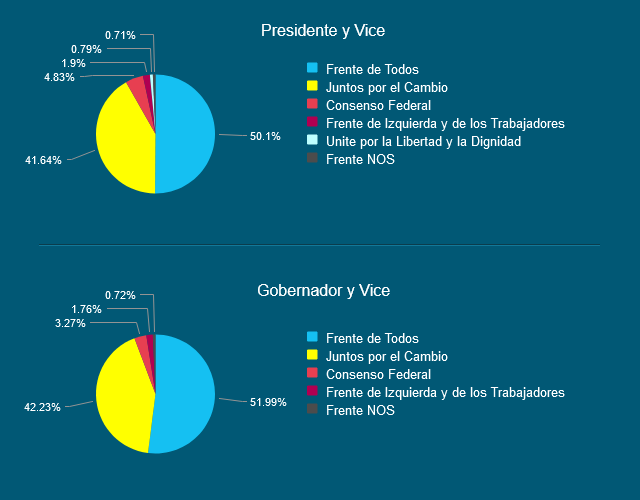 Presidente y Vice
0.71%
0.79%
1.9%
4.83%
41.64%
50.1%
Frente de Todos
Juntos por el Cambio
Consenso Federal
Frente de Izquierda y de los Trabajadores
Unite por la Libertad y la Dignidad
Frente NOS
Gobernador y Vice
0.72%
1.76%
3.27%
42.23%
51.99%
Frente de Todos
Juntos por el Cambio
Consenso Federal
Frente de Izquierda y de los Trabajadores
Frente NOS